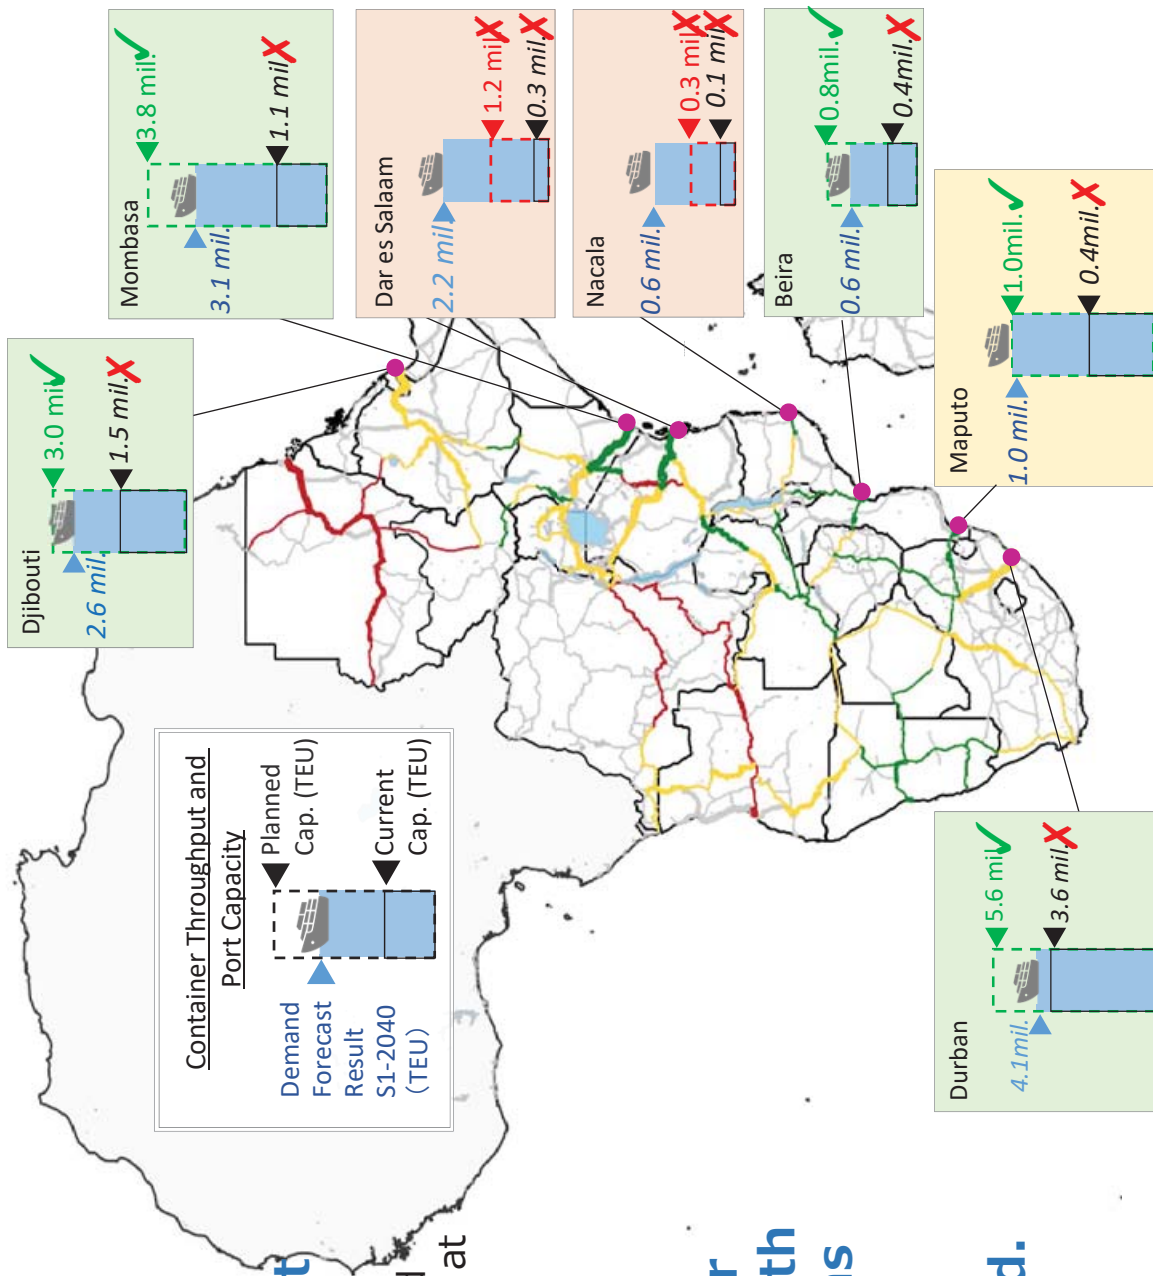 t
at
r
th
d.
Container Throughput and
Port Capacity
Demand
Forecast
Result
S1-2040
(TEU)
Planned
Cap. (TEU)
Current
Cap. (TEU)
Djibouti
2.6 mil.
3.0 mil.
1.5 mil.
Mombasa
3.1 mil.
3.8 mil.
1.1 mil.
Dar es Salaam
2.2 mil.
1.2 mil.
0.3 mil.
Nacala
0.6 mil.
0.3 mil.
0.1 mil.
Beira
0.6 mil.
0.8mil.
0.4mil.
Maputo
1.0 mil.
1.0mil.
0.4mil.
Durban
4.1mil.
5.6 mil.
3.6 mil.